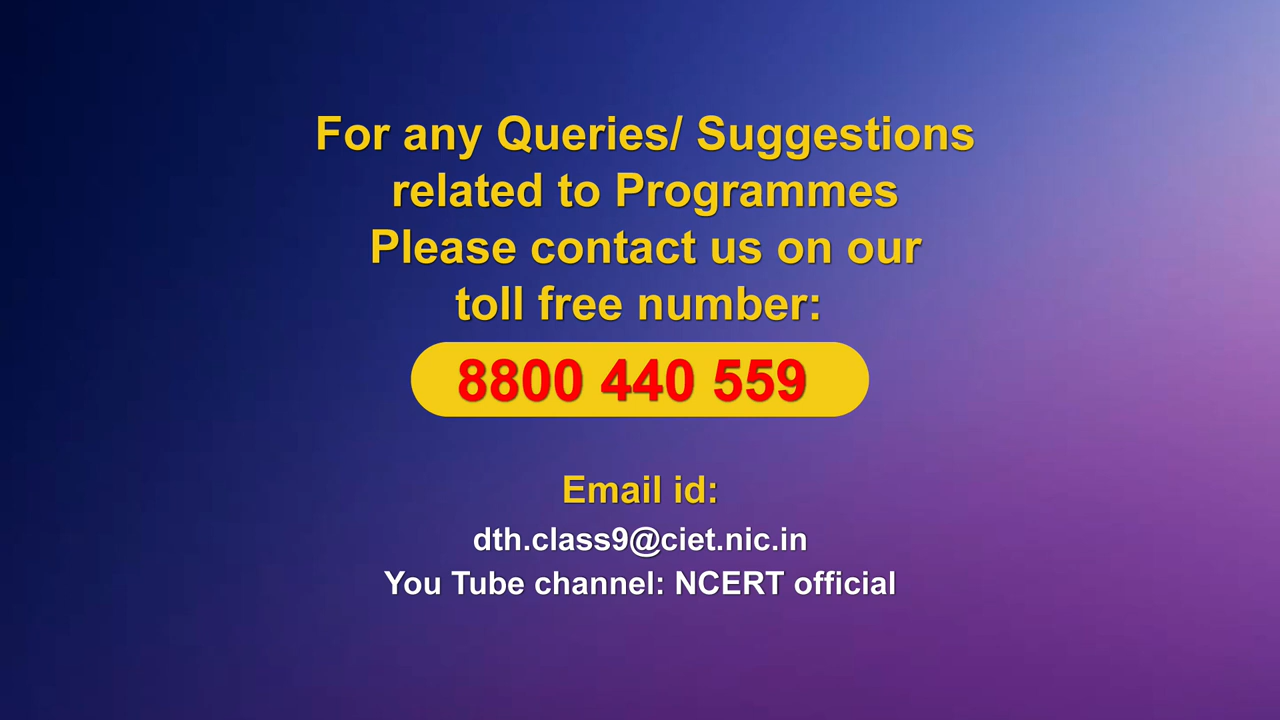 For any Queries/ Suggestions
related to Programmes
Please contact us on our
toll free number:
8800 440 559
Email id:
dth.class9@ciet.nic.in
You Tube channel: NCERT official